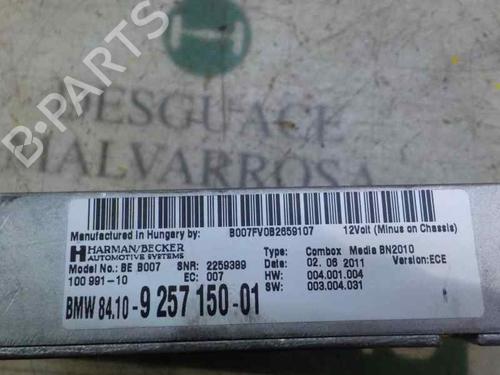 DESGUACE
MALVARROSA
B-PARTS
Manufactured in Hungary by: B007FV0B2659107 12Volt (Minus on Chassis)
HARMAN/BECKER
AUTOMOTIVE SYSTEMS
Type: Combox Media BN2010
Date: 02. 06 2011 Version:ECE
Model No.: BE B007 SNR: 2259389 HW: 004.001.004
100 991-10 EC: 007 SW: 003.004.031
BMW 84.10-9 257 150-01